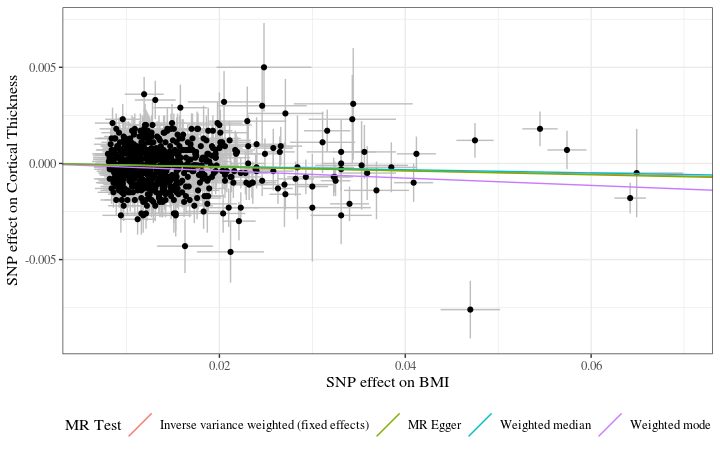 SNP effect on Cortical Thickness
0.005
0.000
-0.005
0.02 0.04 0.06
SNP effect on BMI
MR Test Inverse variance weighted (fixed effects) MR Egger Weighted median Weighted mode